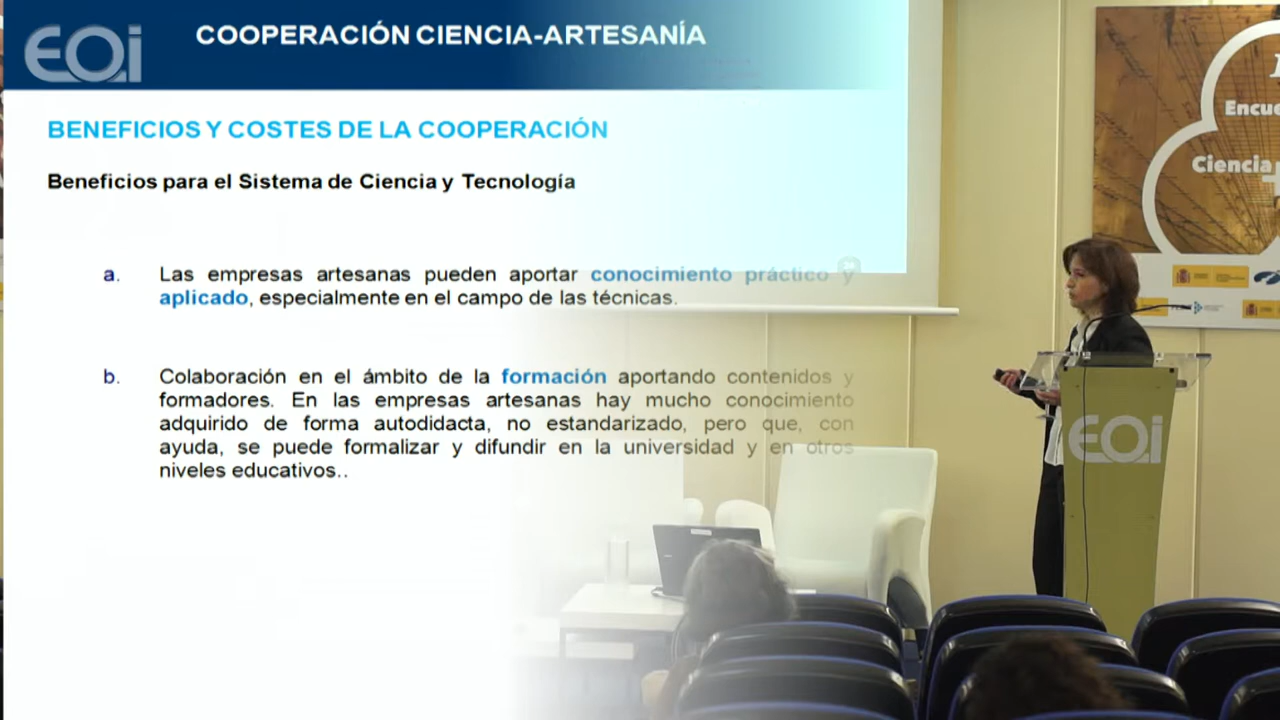 EOi
COOPERACIÓN CIENCIA-ARTESANÍA
BENEFICIOS Y COSTES DE LA COOPERACIÓN
Beneficios para el Sistema de Ciencia y Tecnología
a. Las empresas artesanas pueden aportar conocimiento práctico y
aplicado, especialmente en el campo de las técnicas.
b. Colaboración en el ámbito de la formación aportando contenidos y
formadores. En las empresas artesanas hay mucho conocimiento
adquirido de forma autodidacta, no estandarizado, pero que, con
ayuda, se puede formalizar y difundir en la universidad y en otros
niveles educativos..
Ciencia
EOi